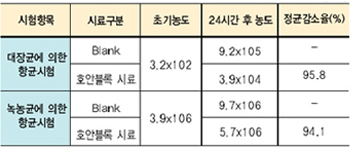 시험항목 시료구분 초기농도 24시간 후 농도 정균감소율(%)
대장균에 의한 항균시험 Blank 3.2x102 9.2x105 –
호안블록 시료 3.9x104 95.8
녹농균에 의한 항균시험 Blank 3.9x106 9.7x106 –
호안블록 시료 5.7x106 94.1